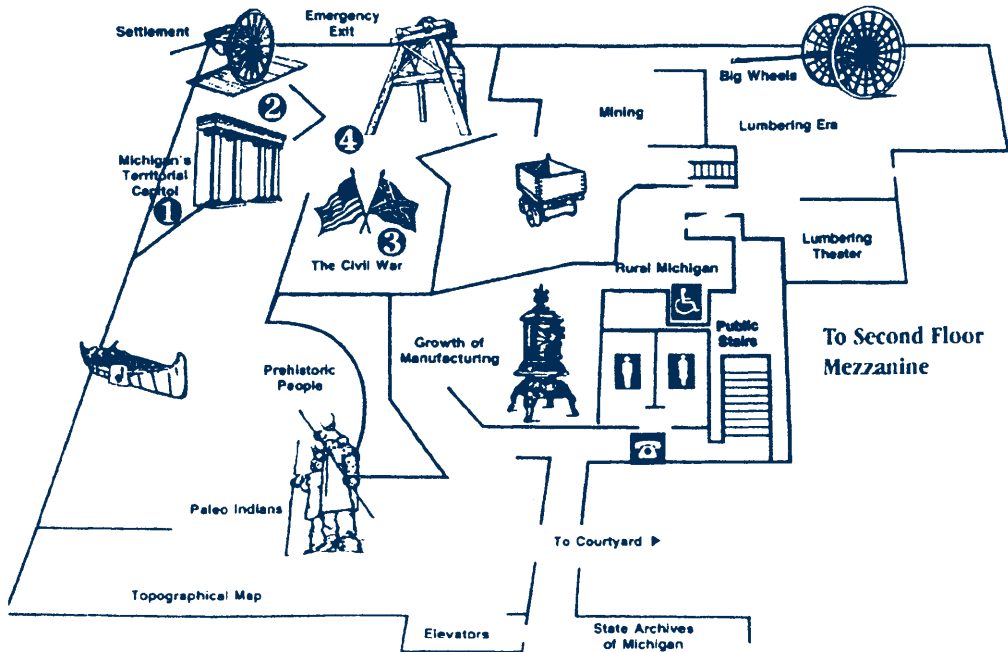 Settlement
Emergency
Exit
Big Wheels
Mining
Lumbering Era
2
4
Michigan's
Territorial
Capitol
1
3
The Civil War
Lumbering
Theater
Rural Michigan
Public
Stairs
To Second Floor
Mezzanine
Growth of
Manufacturing
Prehistoric
People
Paleo Indians
To Courtyard
Topographical Map
Elevators
State Archives
of Michigan